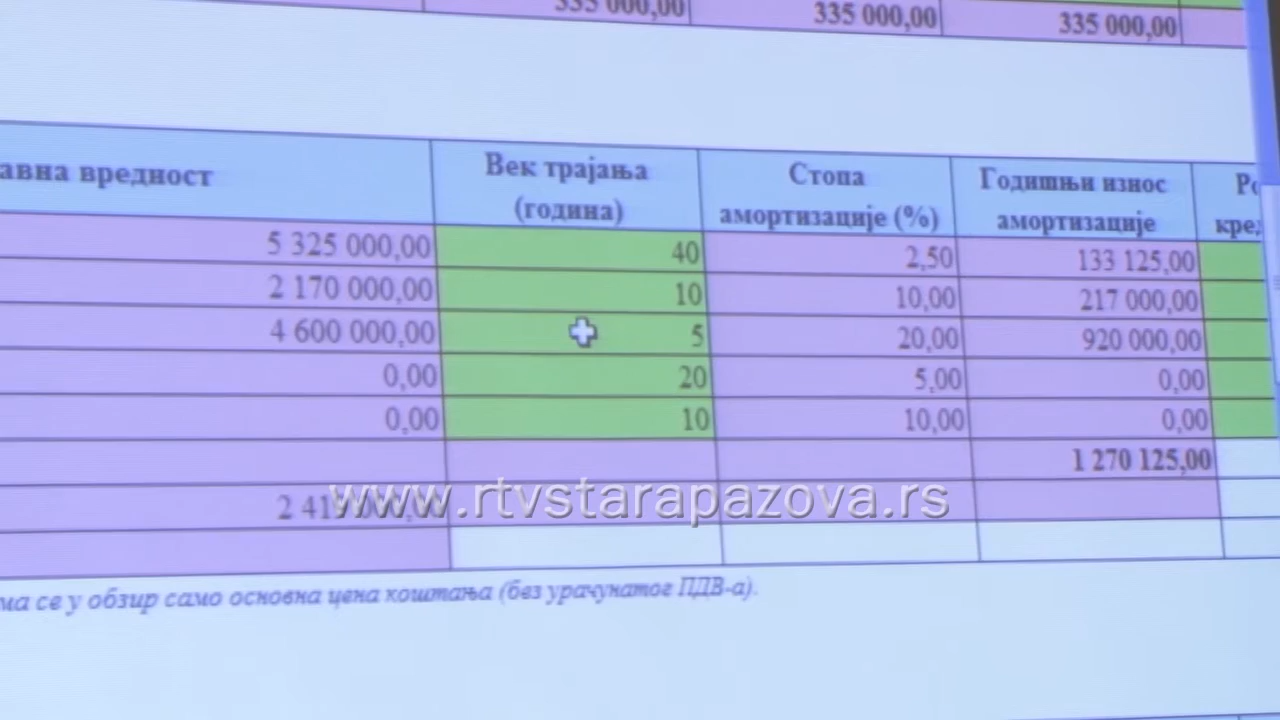 335 000,00 335 000,00 335 000,00
авна вредност Век трајања (година) Стопа амортизације (%) Годишњи износ амортизације
5 325 000,00 40 2,50 133 125,00
2 170 000,00 10 10,00 217 000,00
4 600 000,00 5 20,00 920 000,00
0,00 20 5,00 0,00
0,00 10 10,00 0,00
1 270 125,00
www.rtvstarapazova.rs
ма се у обзир само основна цена коштања (без урачунатог ПДВ-а).